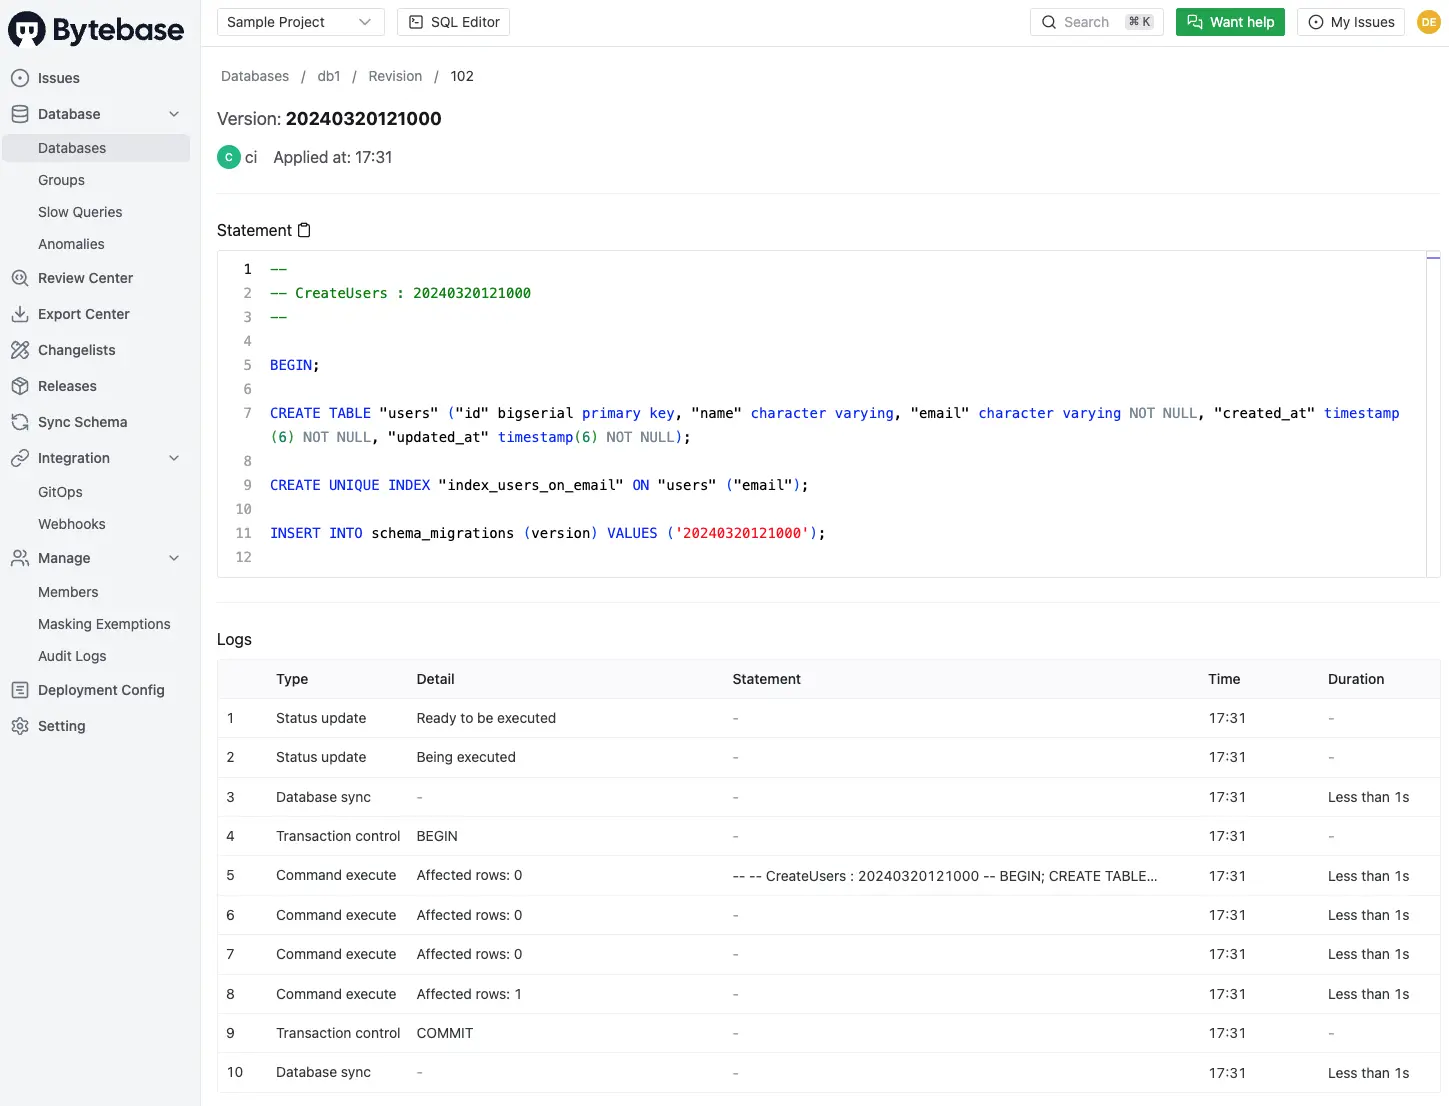 Bytebase
Sample Project
SQL Editor
Search ⌘ K
Want help
My Issues
DE
Issues
Database
Databases
Groups
Slow Queries
Anomalies
Review Center
Export Center
Changelists
Releases
Sync Schema
Integration
GitOps
Webhooks
Manage
Members
Masking Exemptions
Audit Logs
Deployment Config
Setting
Databases / db1 / Revision / 102
Version: 20240320121000
C ci Applied at: 17:31
Statement
1 --
2 -- CreateUsers : 20240320121000
3 --
4
5 BEGIN;
6
7 CREATE TABLE "users" ("id" bigserial primary key, "name" character varying, "email" character varying NOT NULL, "created_at" timestamp
(6) NOT NULL, "updated_at" timestamp(6) NOT NULL);
8
9 CREATE UNIQUE INDEX "index_users_on_email" ON "users" ("email");
10
11 INSERT INTO schema_migrations (version) VALUES ('20240320121000');
12
Logs
Type Detail Statement Time Duration
1 Status update Ready to be executed - 17:31 -
2 Status update Being executed - 17:31 -
3 Database sync - - 17:31 Less than 1s
4 Transaction control BEGIN - 17:31 -
5 Command execute Affected rows: 0 -- -- CreateUsers : 20240320121000 -- BEGIN; CREATE TABLE... 17:31 Less than 1s
6 Command execute Affected rows: 0 - 17:31 Less than 1s
7 Command execute Affected rows: 0 - 17:31 Less than 1s
8 Command execute Affected rows: 1 - 17:31 Less than 1s
9 Transaction control COMMIT - 17:31 -
10 Database sync - - 17:31 Less than 1s